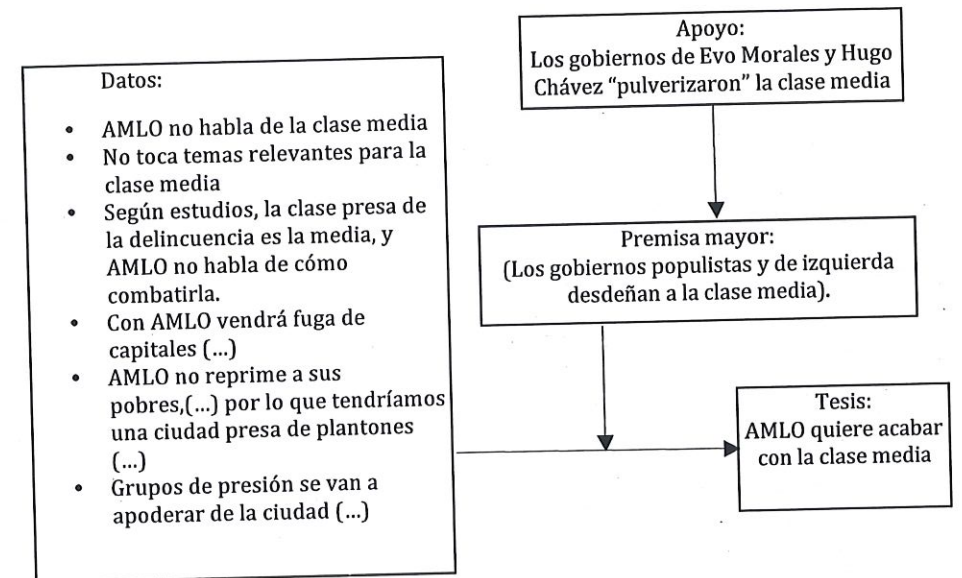 Apoyo:
Los gobiernos de Evo Morales y Hugo
Chávez “pulverizaron” la clase media
Datos:
• AMLO no habla de la clase media
• No toca temas relevantes para la
clase media
• Según estudios, la clase presa de
la delincuencia es la media, y
AMLO no habla de cómo
combatirla.
• Con AMLO vendrá fuga de
capitales (...)
• AMLO no reprime a sus
pobres,(...) por lo que tendríamos
una ciudad presa de plantones
(...)
• Grupos de presión se van a
apoderar de la ciudad (...)
Premisa mayor:
(Los gobiernos populistas y de izquierda
desdeñan a la clase media).
Tesis:
AMLO quiere acabar
con la clase media